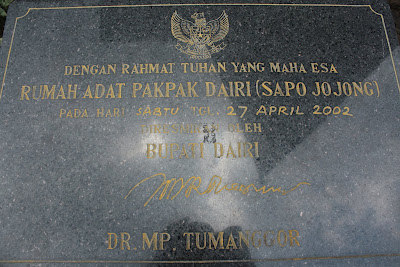 DENGAN RAHMAT TUHAN YANG MAHA ESA
RUMAH ADAT PAKPAK DAIRI (SAPO JOJONG)
PADA HARI SABTU, TGL. 27 APRIL 2002
DIRESMIKAN OLEH
BUPATI DAIRI
DR. MP. TUMANGGOR